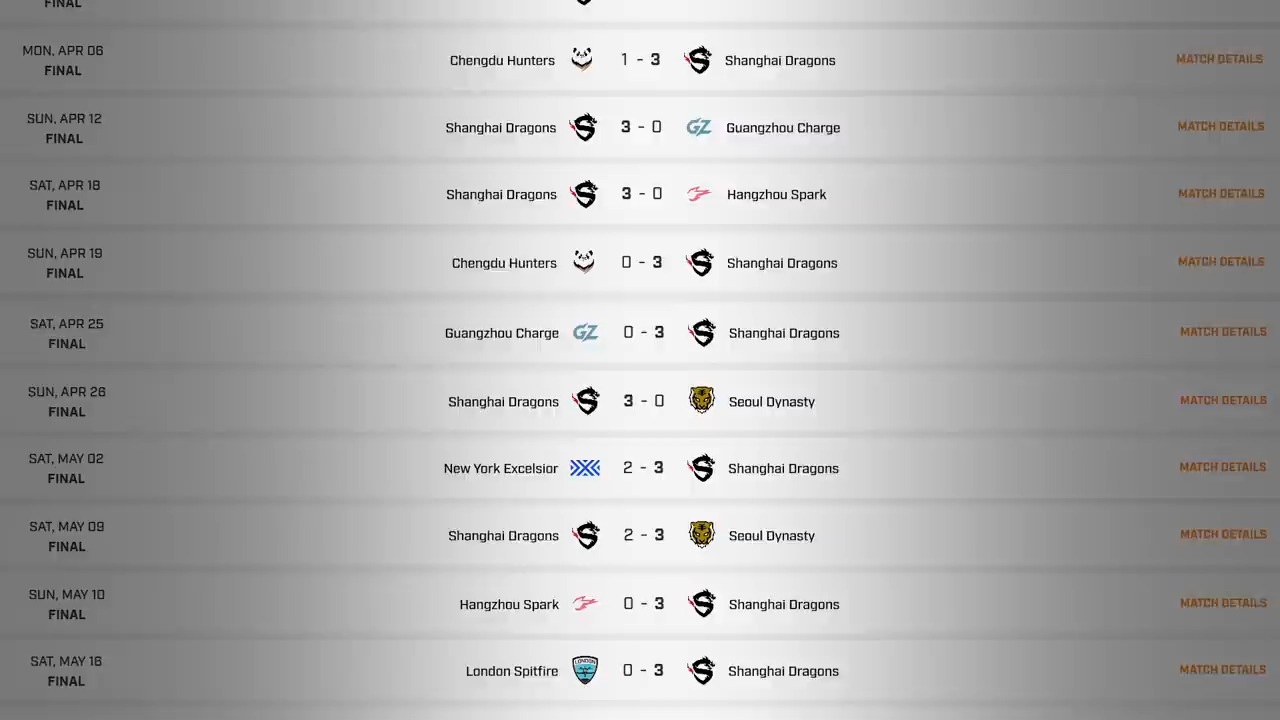 FINAL
MON, APR 06
FINAL
Chengdu Hunters 1 - 3 Shanghai Dragons MATCH DETAILS
SUN, APR 12
FINAL
Shanghai Dragons 3 - 0 GZ Guangzhou Charge MATCH DETAILS
SAT, APR 18
FINAL
Shanghai Dragons 3 - 0 Hangzhou Spark MATCH DETAILS
SUN, APR 19
FINAL
Chengdu Hunters 0 - 3 Shanghai Dragons MATCH DETAILS
SAT, APR 25
FINAL
Guangzhou Charge GZ 0 - 3 Shanghai Dragons MATCH DETAILS
SUN, APR 26
FINAL
Shanghai Dragons 3 - 0 Seoul Dynasty MATCH DETAILS
SAT, MAY 02
FINAL
New York Excelsior 2 - 3 Shanghai Dragons MATCH DETAILS
SAT, MAY 09
FINAL
Shanghai Dragons 2 - 3 Seoul Dynasty MATCH DETAILS
SUN, MAY 10
FINAL
Hangzhou Spark 0 - 3 Shanghai Dragons MATCH DETAILS
SAT, MAY 16
FINAL
London Spitfire LONDON 0 - 3 Shanghai Dragons MATCH DETAILS